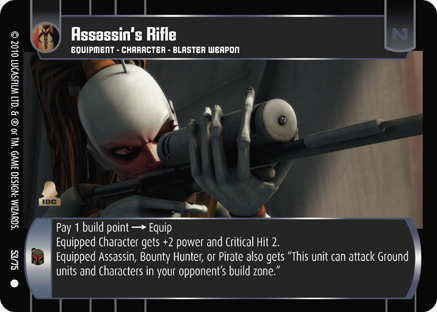 Assassin's Rifle
EQUIPMENT - CHARACTER - BLASTER WEAPON
N
© 2010 LUCASFILM LTD. & ® or TM. GAME DESIGN: WIZARDS.
IDC
Pay 1 build point → Equip
Equipped Character gets +2 power and Critical Hit 2.
Equipped Assassin, Bounty Hunter, or Pirate also gets "This unit can attack Ground
units and Characters in your opponent's build zone."
52/75